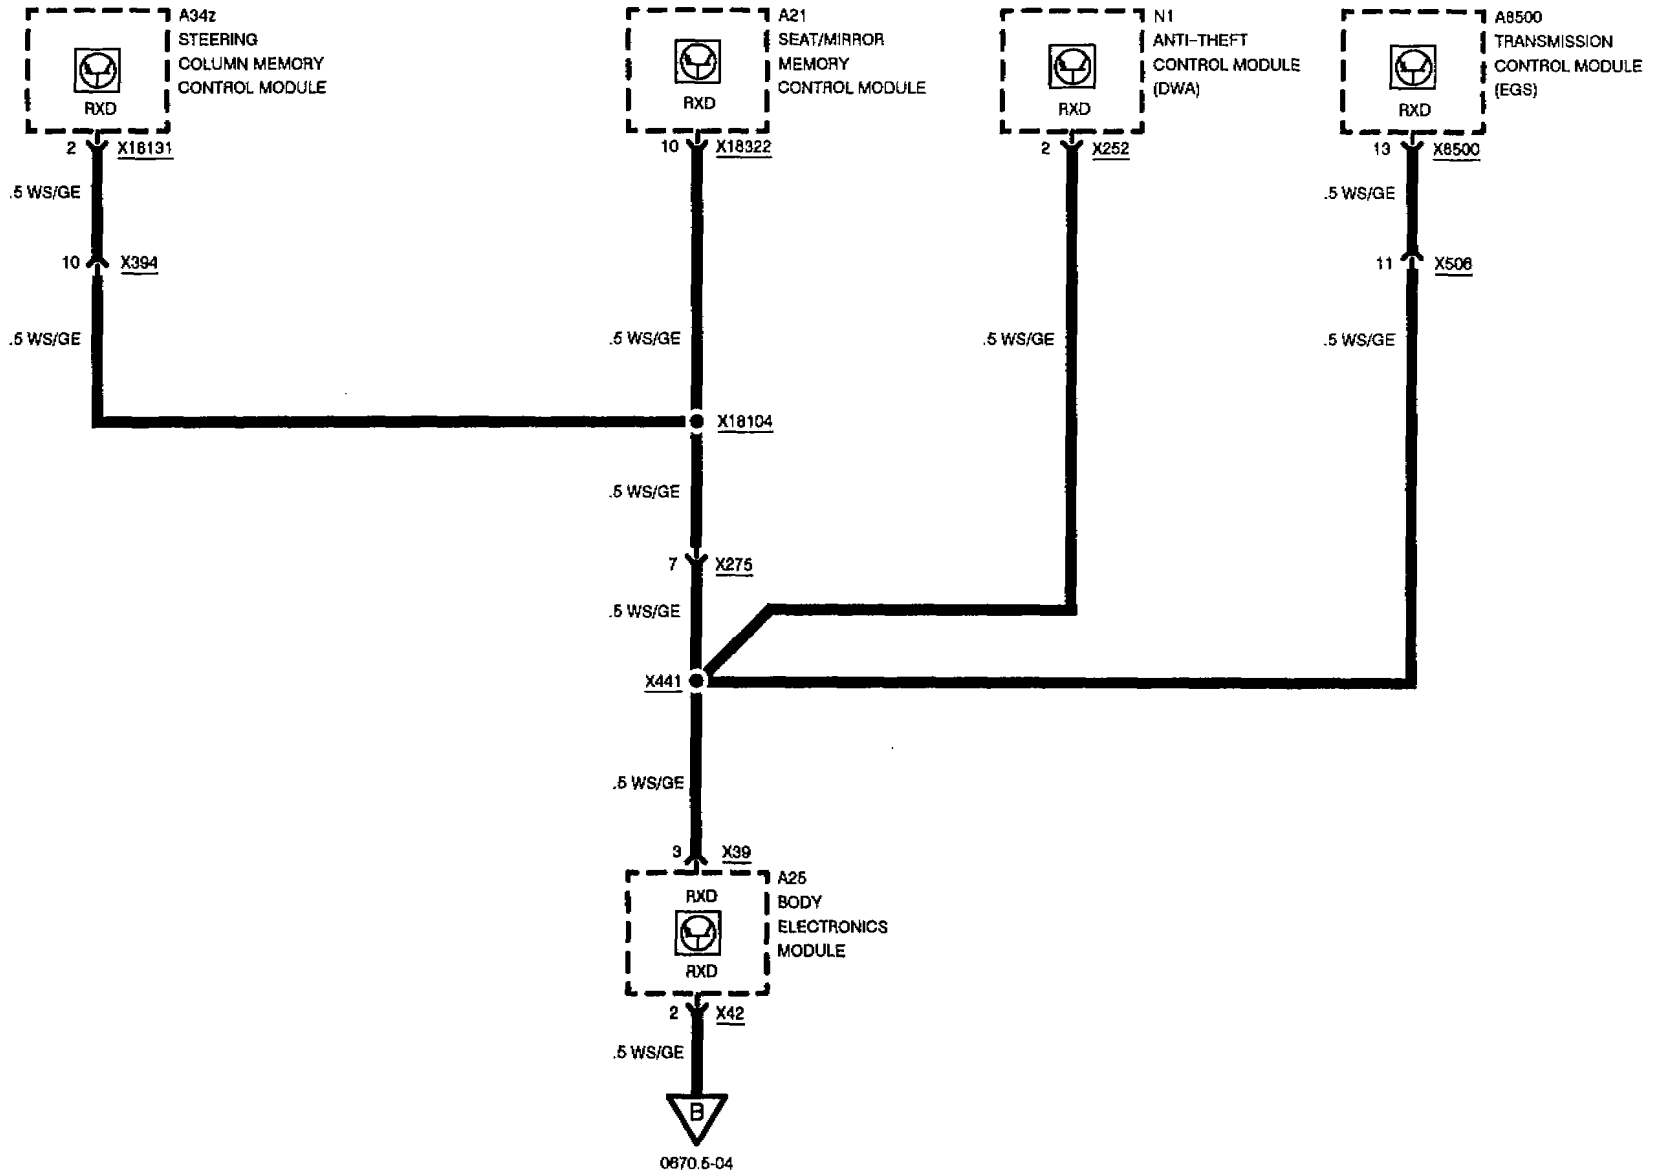 A34z
STEERING
COLUMN MEMORY
CONTROL MODULE
RXD
A21
SEAT/MIRROR
MEMORY
CONTROL MODULE
RXD
N1
ANTI-THEFT
CONTROL MODULE
(DWA)
RXD
A8500
TRANSMISSION
CONTROL MODULE
(EGS)
RXD
2 X18131
10 X18322
2 X252
13 X8500
.5 WS/GE
.5 WS/GE
10 X394
11 X506
.5 WS/GE
.5 WS/GE
.5 WS/GE
.5 WS/GE
X18104
.5 WS/GE
7 X275
.5 WS/GE
X441
.5 WS/GE
3 X39
RXD
RXD
A25
BODY
ELECTRONICS
MODULE
2 X42
.5 WS/GE
B
0670.5-04